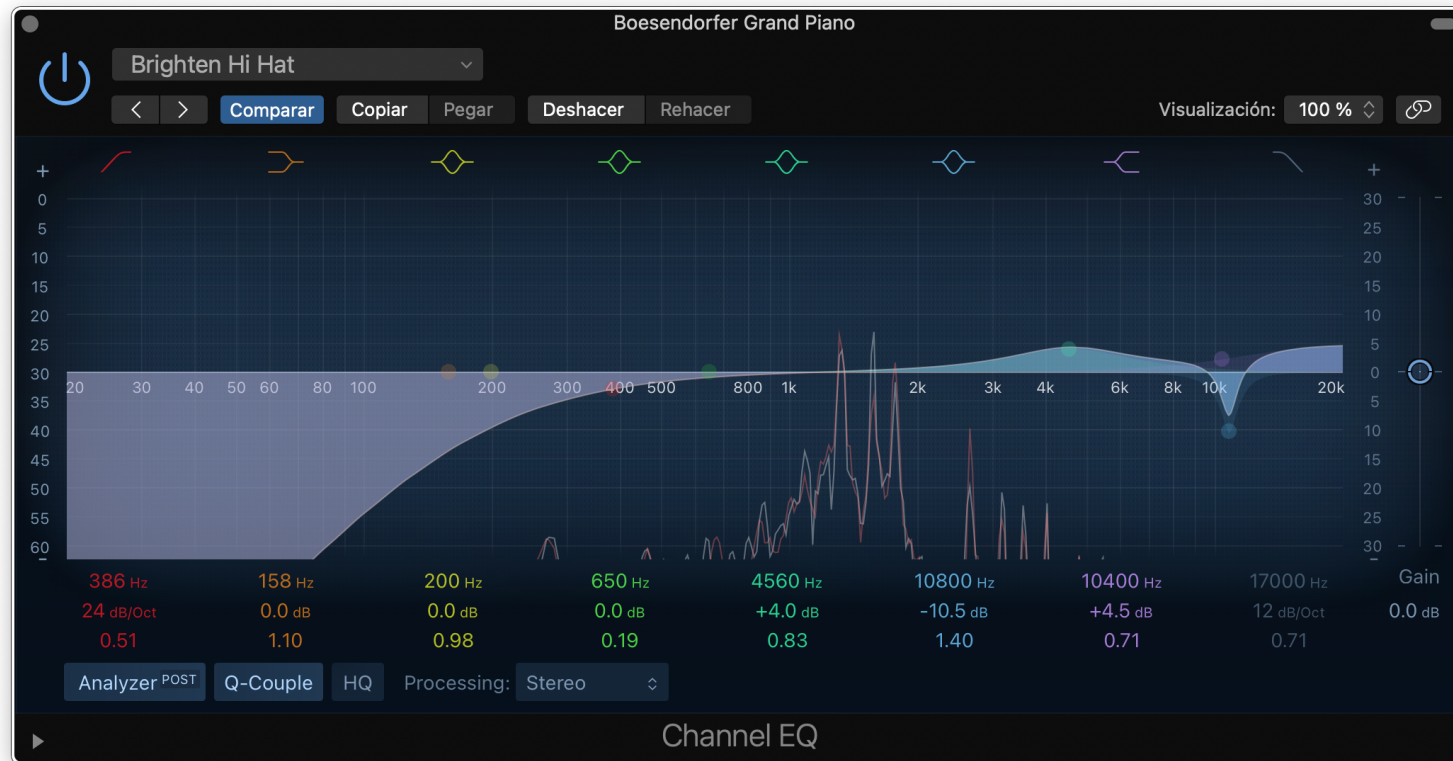 Boesendorfer Grand Piano
Brighten Hi Hat
Comparar Copiar Pegar Deshacer Rehacer Visualización: 100 %
+ +
0 30
5 25
10 20
15 15
20 10
25 5
30 0
20 30 40 50 60 80 100 200 300 400 500 800 1k 2k 3k 4k 6k 8k 10k 20k
35 5
40 10
45 15
50 20
55 25
60 30
- -
386 Hz 158 Hz 200 Hz 650 Hz 4560 Hz 10800 Hz 10400 Hz 17000 Hz Gain
24 dB/Oct 0.0 dB 0.0 dB 0.0 dB +4.0 dB -10.5 dB +4.5 dB 12 dB/Oct 0.0 dB
0.51 1.10 0.98 0.19 0.83 1.40 0.71 0.71
Analyzer POST Q-Couple HQ Processing: Stereo
Channel EQ